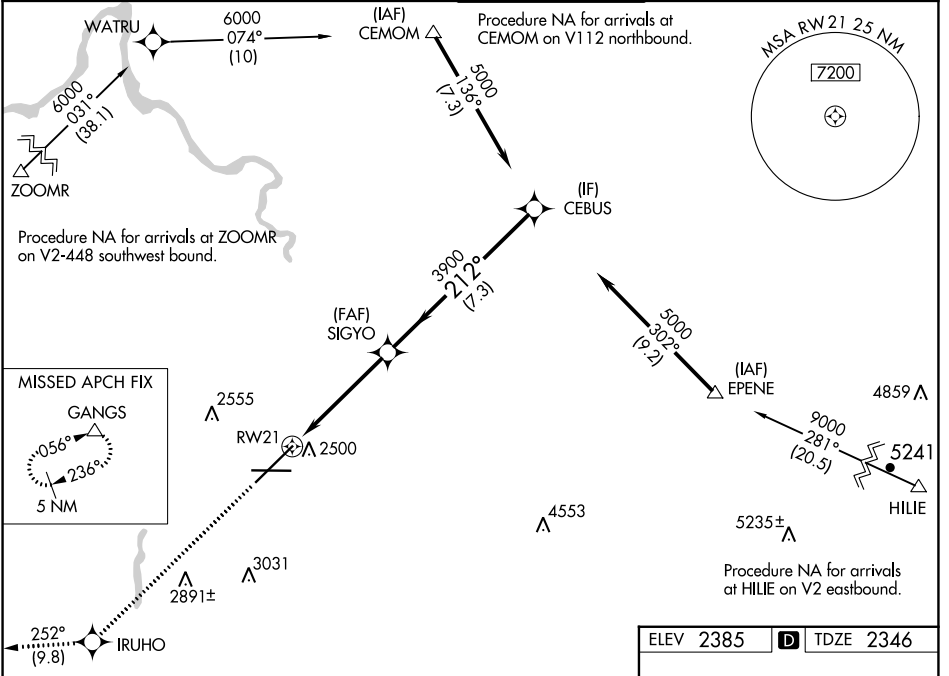 WATRU
6000
074°
(10)
(IAF)
CEMOM
Procedure NA for arrivals at
CEMOM on V112 northbound.
MSA RW21 25 NM
7200
6000
031°
(38.1)
ZOOMR
5000
136°
(7.3)
(IF)
CEBUS
Procedure NA for arrivals at ZOOMR
on V2-448 southwest bound.
3900
212°
(7.3)
(FAF)
SIGYO
5000
302°
(9.2)
(IAF)
EPENE
4859
MISSED APCH FIX
GANGS
056°
236°
5 NM
2555
RW21
2500
9000
281°
(20.5)
5241
HILIE
4553
5235±
3031
2891±
Procedure NA for arrivals
at HILIE on V2 eastbound.
252°
(9.8)
IRUHO
ELEV 2385 D TDZE 2346